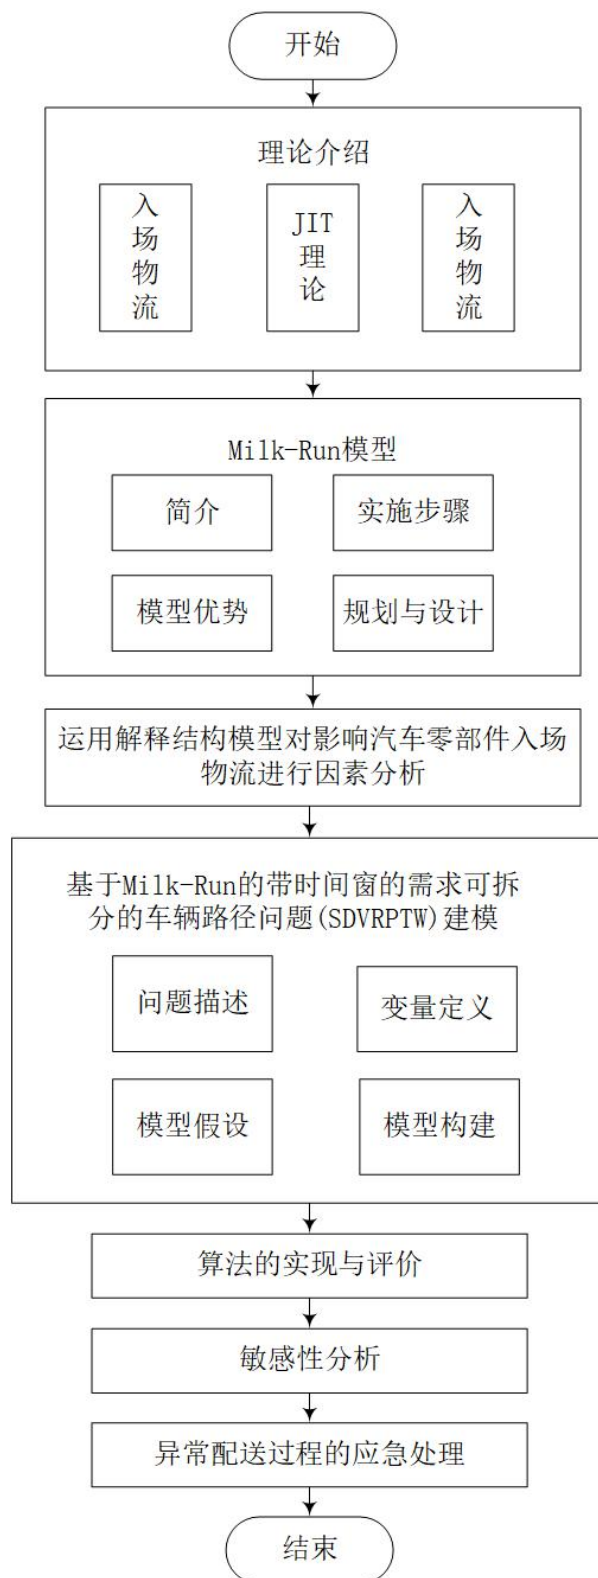 开始
理论介绍
入场物流
JIT理论
入场物流
Milk-Run模型
简介
实施步骤
模型优势
规划与设计
运用解释结构模型对影响汽车零部件入场
物流进行因素分析
基于Milk-Run的带时间窗的需求可拆
分的车辆路径问题(SDVRPTW)建模
问题描述
变量定义
模型假设
模型构建
算法的实现与评价
敏感性分析
异常配送过程的应急处理
结束